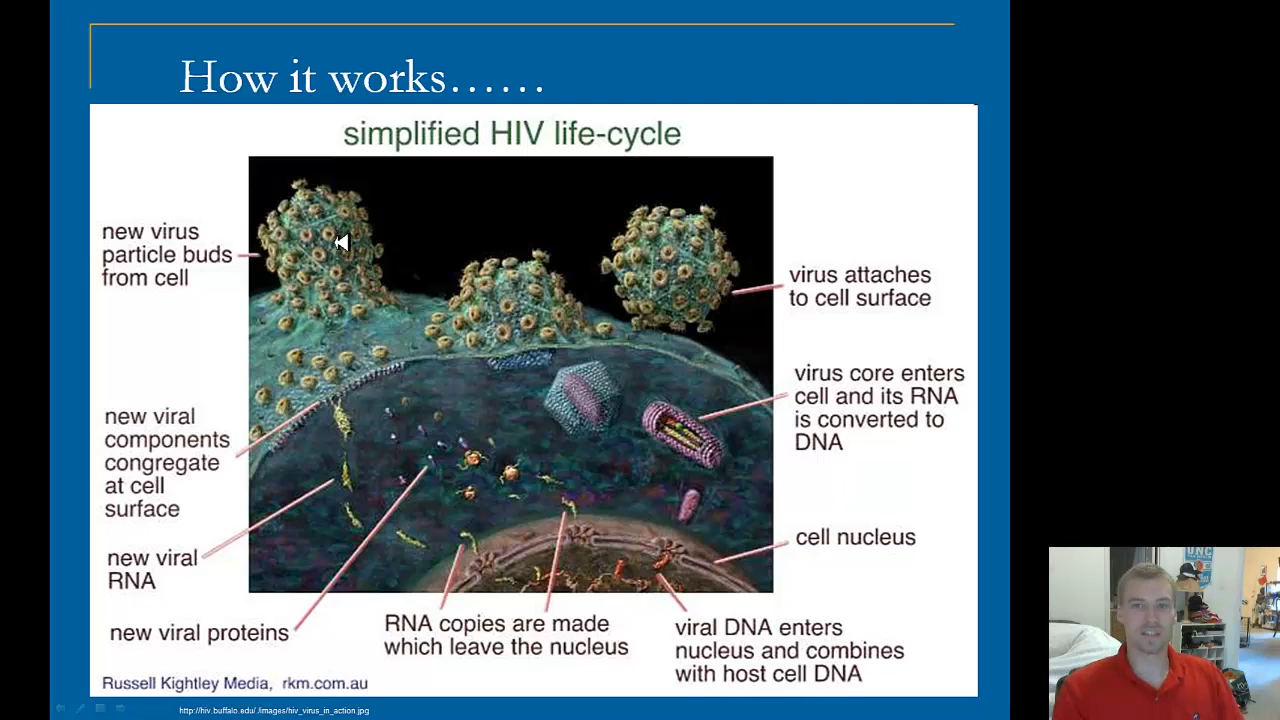 How it works......
simplified HIV life-cycle
new virus
particle buds
from cell
virus attaches
to cell surface
virus core enters
cell and its RNA
is converted to
DNA
new viral
components
congregate
at cell
surface
cell nucleus
new viral
RNA
new viral proteins
RNA copies are made
which leave the nucleus
viral DNA enters
nucleus and combines
with host cell DNA
Russell Kightley Media, rkm.com.au
http://hiv.buffalo.edu/./images/hiv_virus_in_action.jpg
UNC